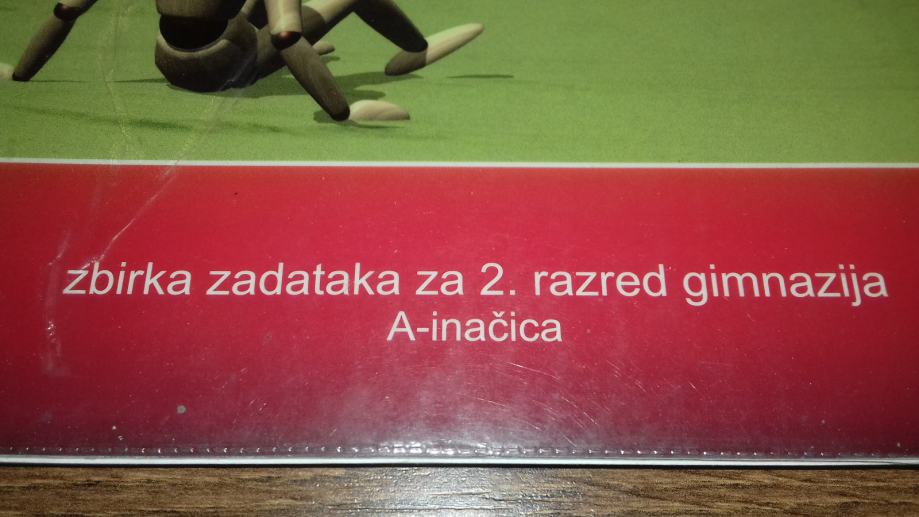 zbirka zadataka za 2. razred gimnazija
A-inačica